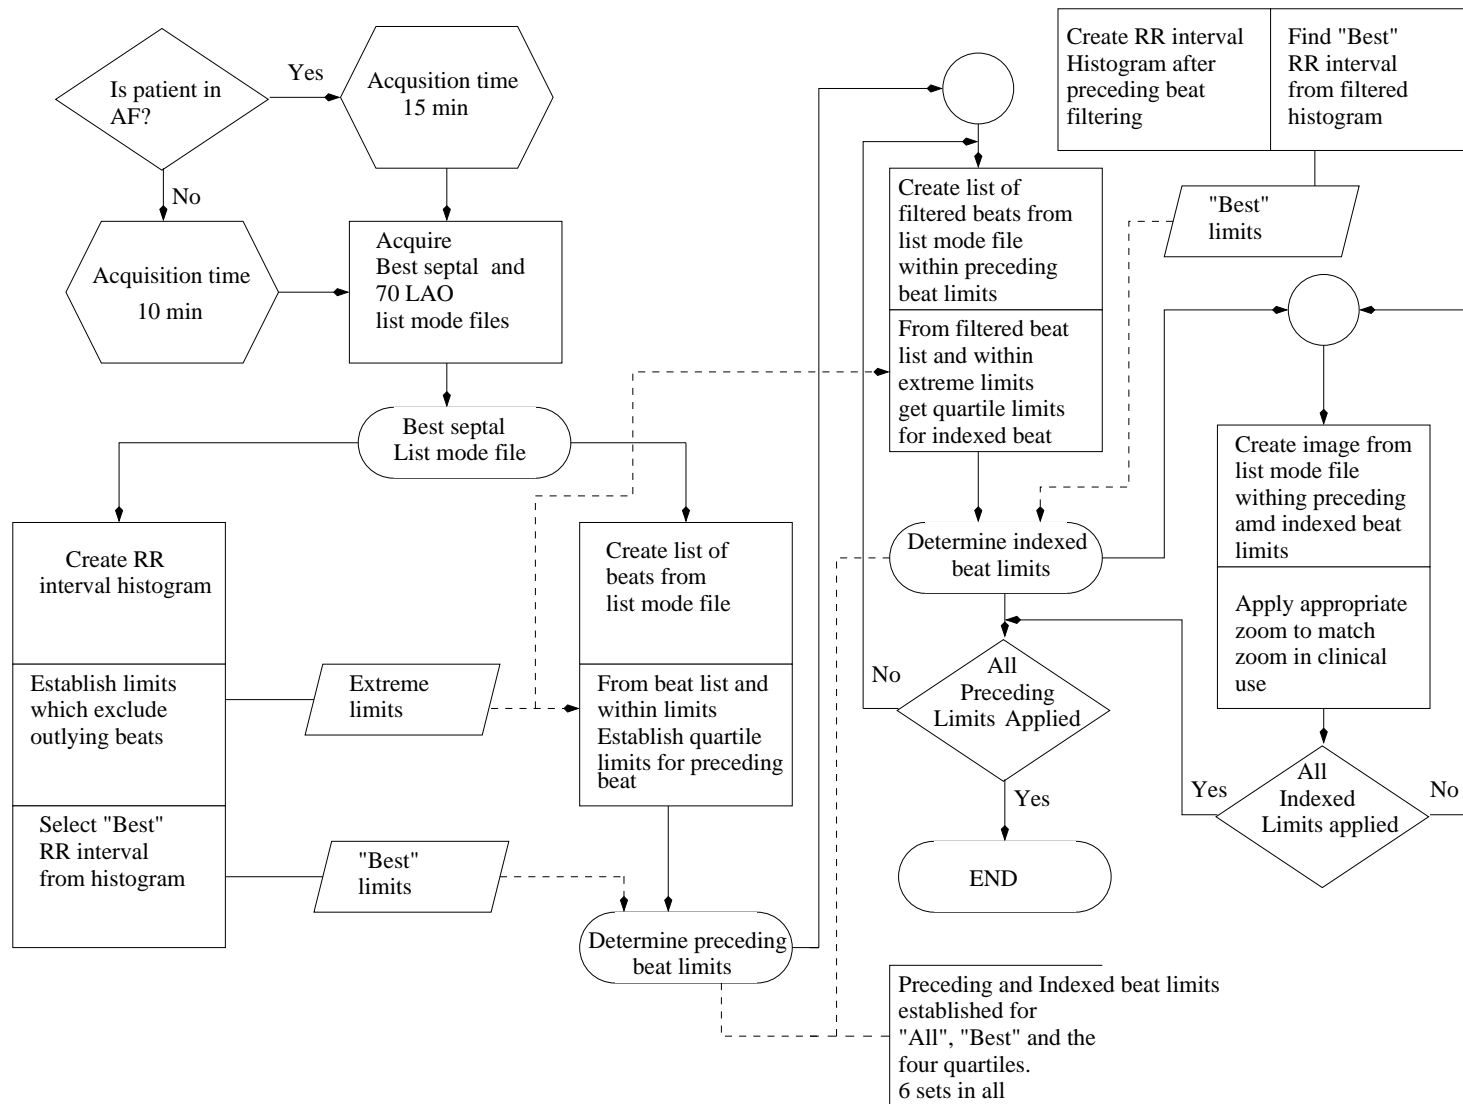 Is patient in
AF?
Yes
No
Acqusition time
15 min
Acquisition time
10 min
Acquire
Best septal and
70 LAO
list mode files
Best septal
List mode file
Create RR
interval histogram
Establish limits
which exclude
outlying beats
Select "Best"
RR interval
from histogram
Extreme
limits
"Best"
limits
Create list of
beats from
list mode file
From beat list and
within limits
Establish quartile
limits for preceding
beat
Determine preceding
beat limits
Create list of
filtered beats from
list mode file
within preceding
beat limits
From filtered beat
list and within
extreme limits
get quartile limits
for indexed beat
Determine indexed
beat limits
No
All
Preceding
Limits Applied
Yes
END
Preceding and Indexed beat limits
established for
"All", "Best" and the
four quartiles.
6 sets in all
Create RR interval
Histogram after
preceding beat
filtering
Find "Best"
RR interval
from filtered
histogram
"Best"
limits
Create image from
list mode file
withing preceding
amd indexed beat
limits
Apply appropriate
zoom to match
zoom in clinical
use
Yes
All
Indexed
Limits applied
No